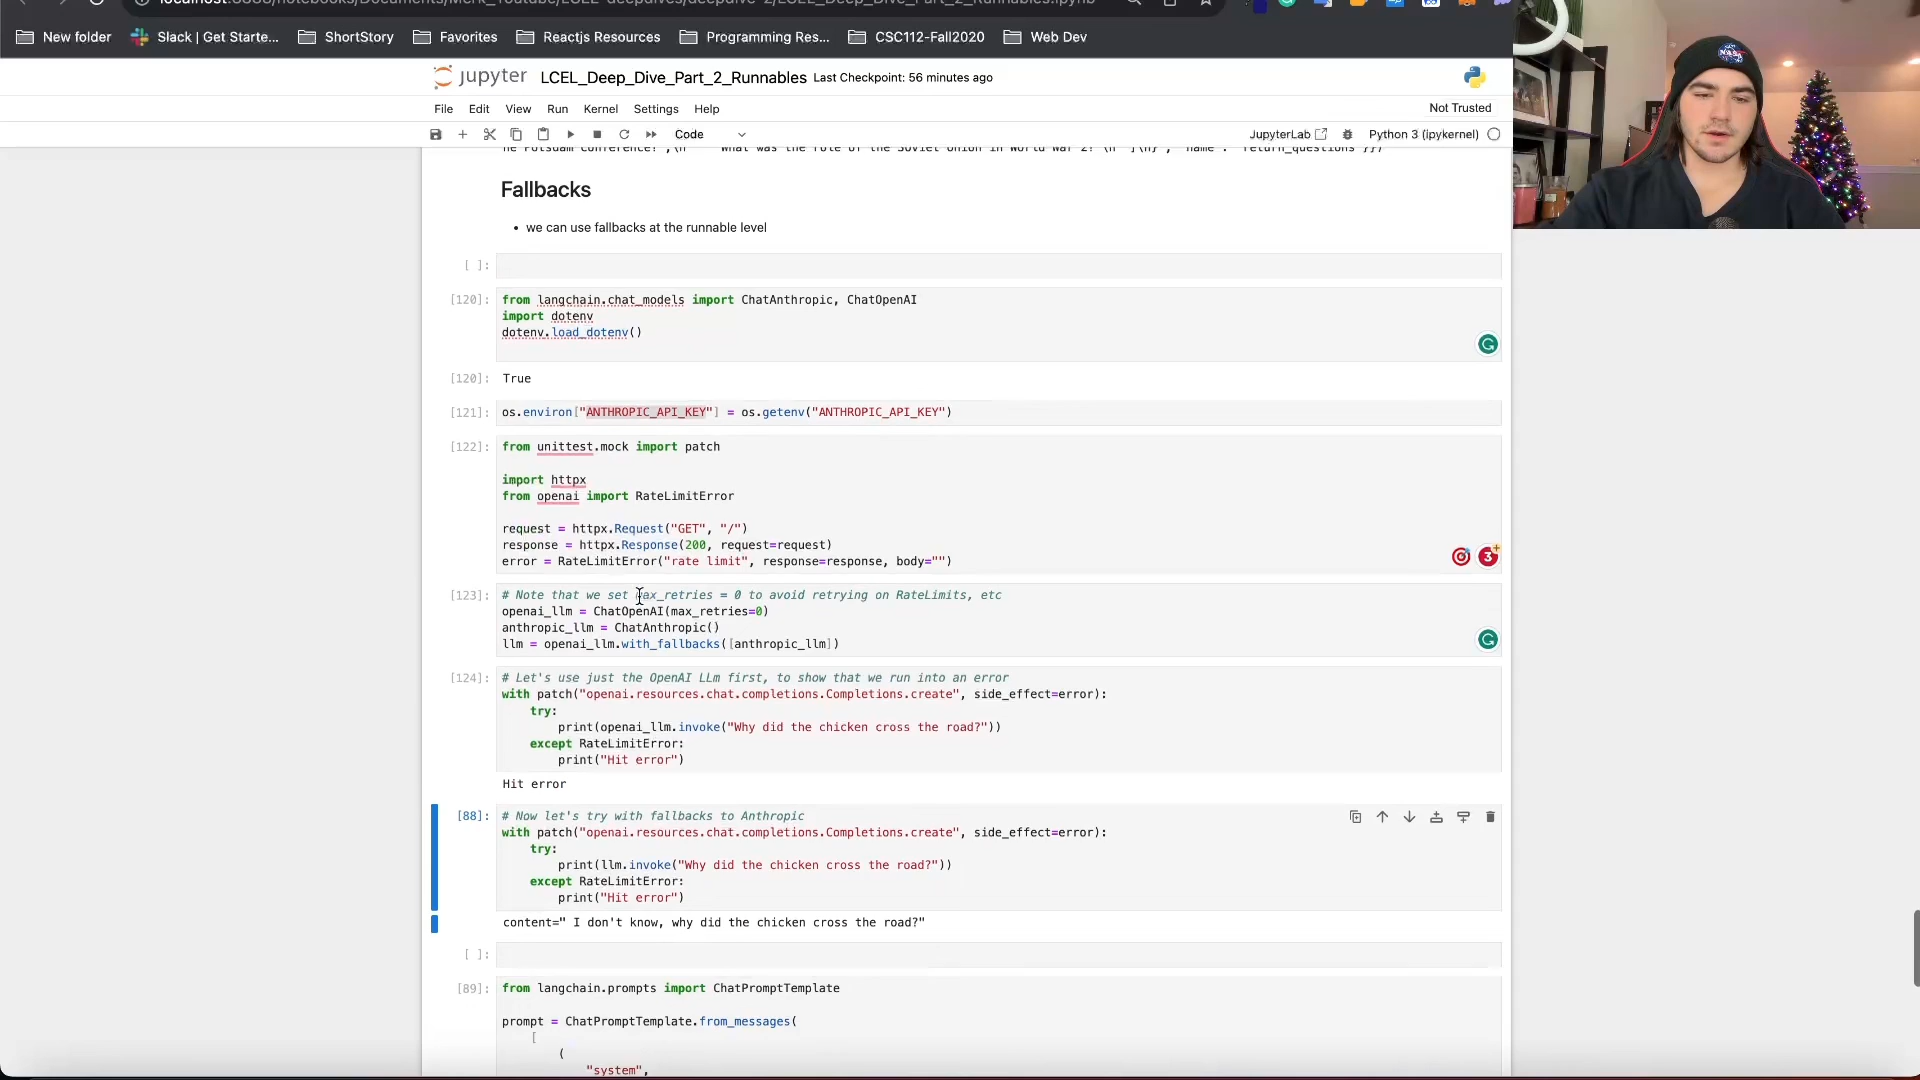 New folder Slack | Get Starte... ShortStory Favorites Reactjs Resources Programming Res... CSC112-Fall2020 Web Dev
jupyter LCEL_Deep_Dive_Part_2_Runnables Last Checkpoint: 56 minutes ago
File Edit View Run Kernel Settings Help Not Trusted
Code JupyterLab Python 3 (ipykernel)
Fallbacks
• we can use fallbacks at the runnable level
[ ]:
[120]: from langchain.chat_models import ChatAnthropic, ChatOpenAI
import dotenv
dotenv.load_dotenv()
[120]: True
[121]: os.environ["ANTHROPIC_API_KEY"] = os.getenv("ANTHROPIC_API_KEY")
[122]: from unittest.mock import patch
import httpx
from openai import RateLimitError
request = httpx.Request("GET", "/")
response = httpx.Response(200, request=request)
error = RateLimitError("rate limit", response=response, body="")
3
[123]: # Note that we set max_retries = 0 to avoid retrying on RateLimits, etc
openai_llm = ChatOpenAI(max_retries=0)
anthropic_llm = ChatAnthropic()
llm = openai_llm.with_fallbacks([anthropic_llm])
[124]: # Let's use just the OpenAI LLm first, to show that we run into an error
with patch("openai.resources.chat.completions.Completions.create", side_effect=error):
try:
print(openai_llm.invoke("Why did the chicken cross the road?"))
except RateLimitError:
print("Hit error")
Hit error
[88]: # Now let's try with fallbacks to Anthropic
with patch("openai.resources.chat.completions.Completions.create", side_effect=error):
try:
print(llm.invoke("Why did the chicken cross the road?"))
except RateLimitError:
print("Hit error")
content=" I don't know, why did the chicken cross the road?"
[ ]:
[89]: from langchain.prompts import ChatPromptTemplate
prompt = ChatPromptTemplate.from_messages(
[
(
"system",
NASA